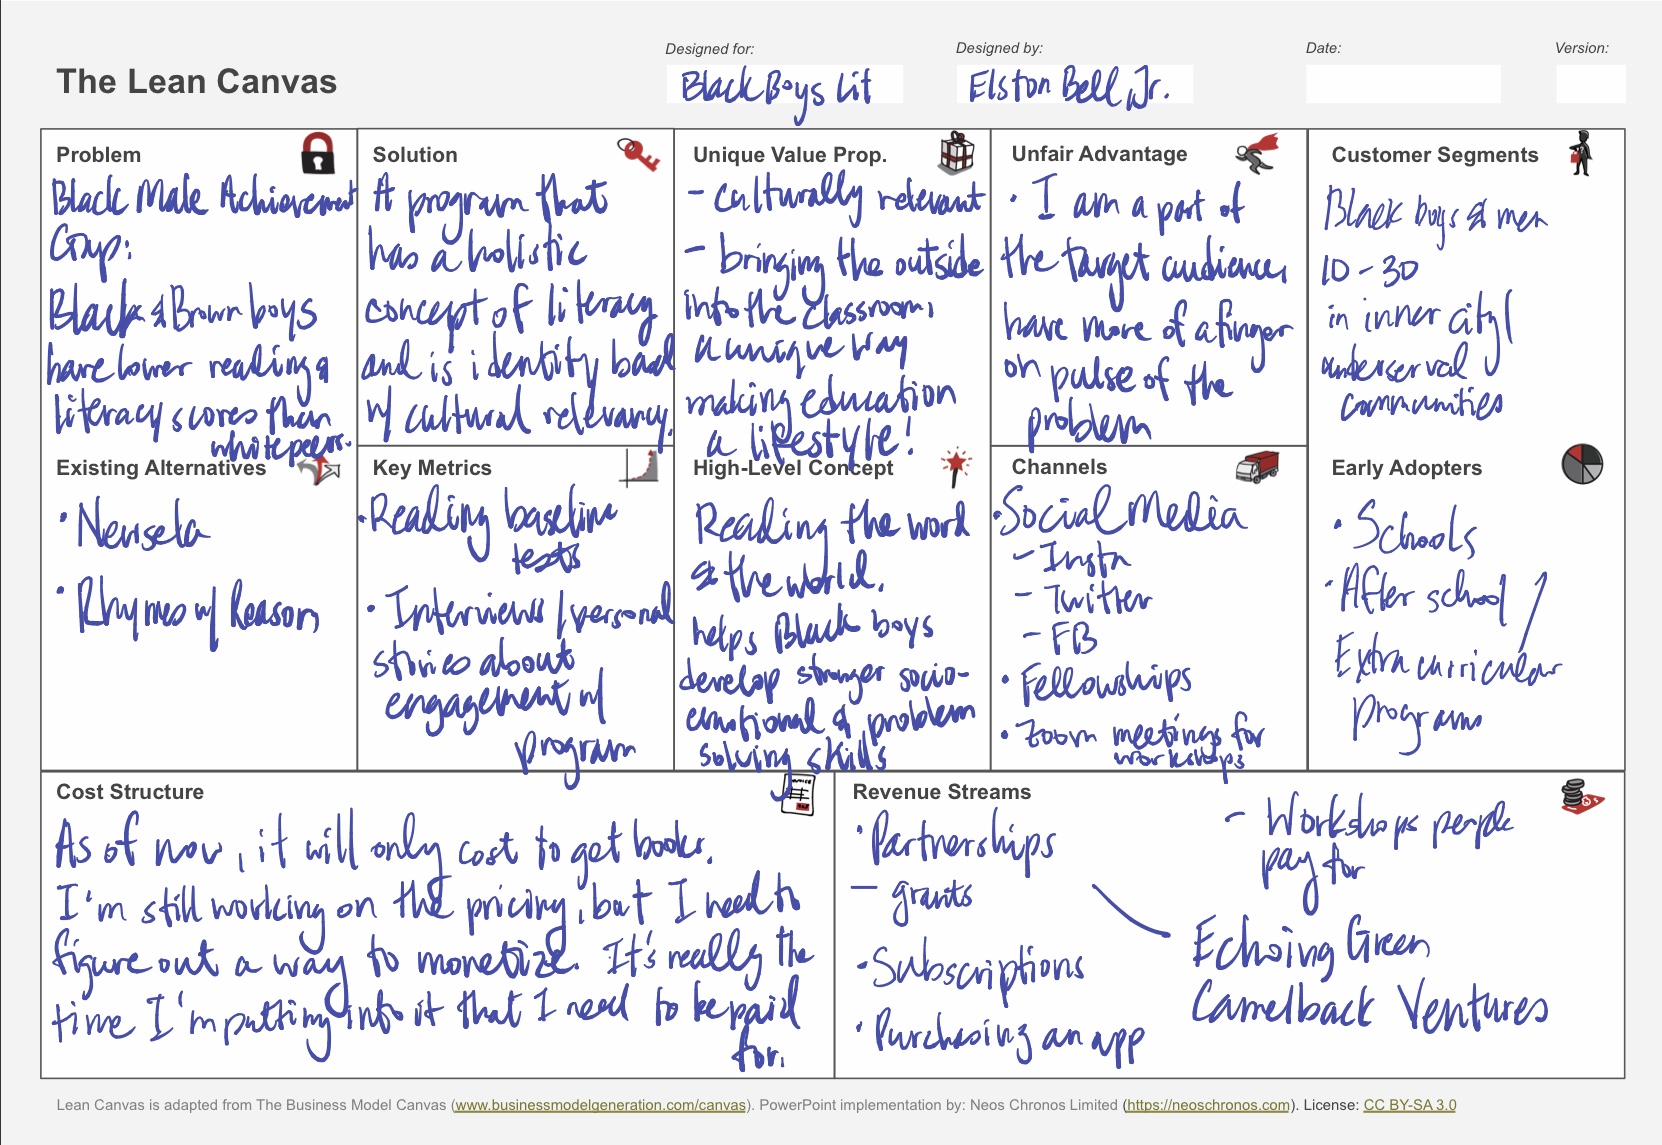 Designed for:
Designed by:
Date:
Version:
The Lean Canvas
BlackBoys Lit
Elston Bell, Jr.
Problem
Black Male Achievement
Gap:
Black & Brown boys
have lower reading &
literacy scores than
white peers.
Solution
A program that
has a holistic
concept of literacy
and is identity based
w/ cultural relevancy.
Unique Value Prop.
- culturally relevant
- bringing the outside
into the classroom,
a unique way
making education
a lifestyle!
Unfair Advantage
• I am a part of
the target audience,
have more of a finger
on pulse of the
problem
Customer Segments
Black boys & men
10-30
in inner city/
underserved
communities
Existing Alternatives
• Newsela
• Rhymes w/ Reason
Key Metrics
• Reading baseline
tests
• Interviews/personal
stories about
engagement w/
program
High-Level Concept
Reading the word
& the world.
helps Black boys
develop stronger socio-
emotional & problem
solving skills
Channels
• Social Media
- Insta
- Twitter
- FB
• Fellowships
• Zoom meetings for
workshops
Early Adopters
• Schools
• After school /
Extracurricular
Programs
Cost Structure
As of now, it will only cost to get books.
I'm still working on the pricing, but I need to
figure out a way to monetize. It's really the
time I'm putting into it that I need to be paid
for.
Revenue Streams
• Partnerships
- grants
• Subscriptions
• Purchasing an app
- Workshops people
pay for
Echoing Green
Camelback Ventures
Lean Canvas is adapted from The Business Model Canvas (www.businessmodelgeneration.com/canvas). PowerPoint implementation by: Neos Chronos Limited (https://neoschronos.com). License: CC BY-SA 3.0